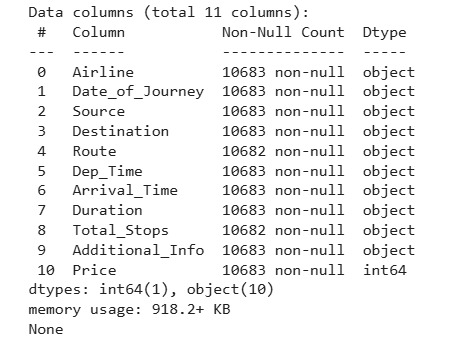 Data columns (total 11 columns):
 #   Column           Non-Null Count  Dtype
---  ------           --------------  -----
 0   Airline          10683 non-null  object
 1   Date_of_Journey  10683 non-null  object
 2   Source           10683 non-null  object
 3   Destination      10683 non-null  object
 4   Route            10682 non-null  object
 5   Dep_Time         10683 non-null  object
 6   Arrival_Time     10683 non-null  object
 7   Duration         10683 non-null  object
 8   Total_Stops      10682 non-null  object
 9   Additional_Info  10683 non-null  object
 10  Price            10683 non-null  int64
dtypes: int64(1), object(10)
memory usage: 918.2+ KB
None